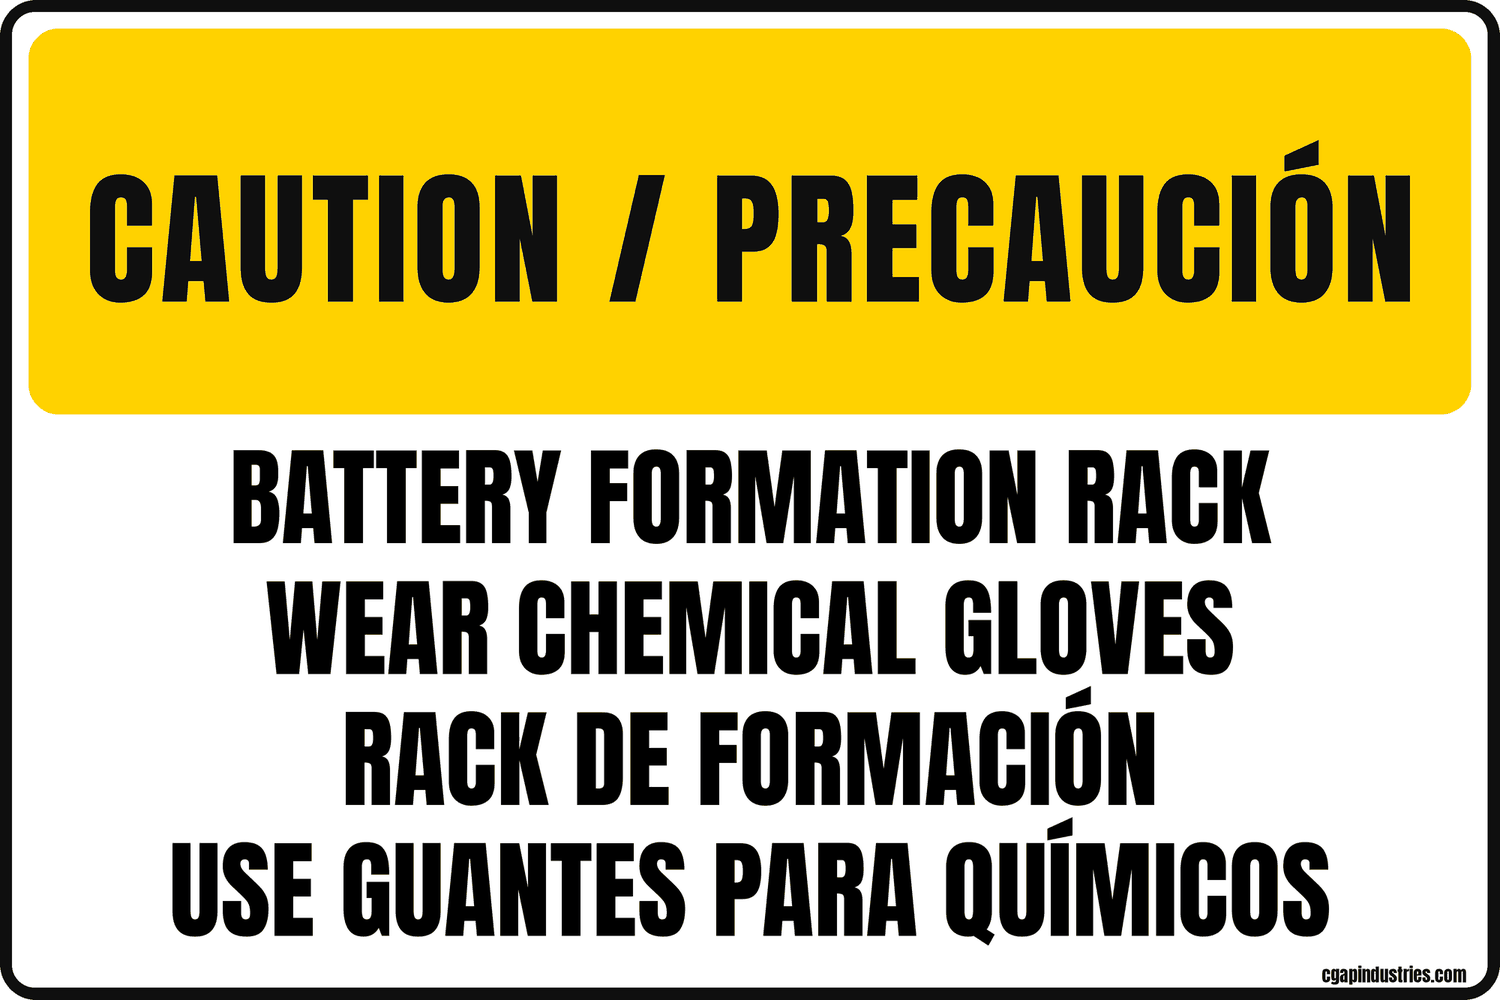 CAUTION / PRECAUCIÓN
BATTERY FORMATION RACK
WEAR CHEMICAL GLOVES
RACK DE FORMACIÓN
USE GUANTES PARA QUÍMICOS
cgapindustries.com